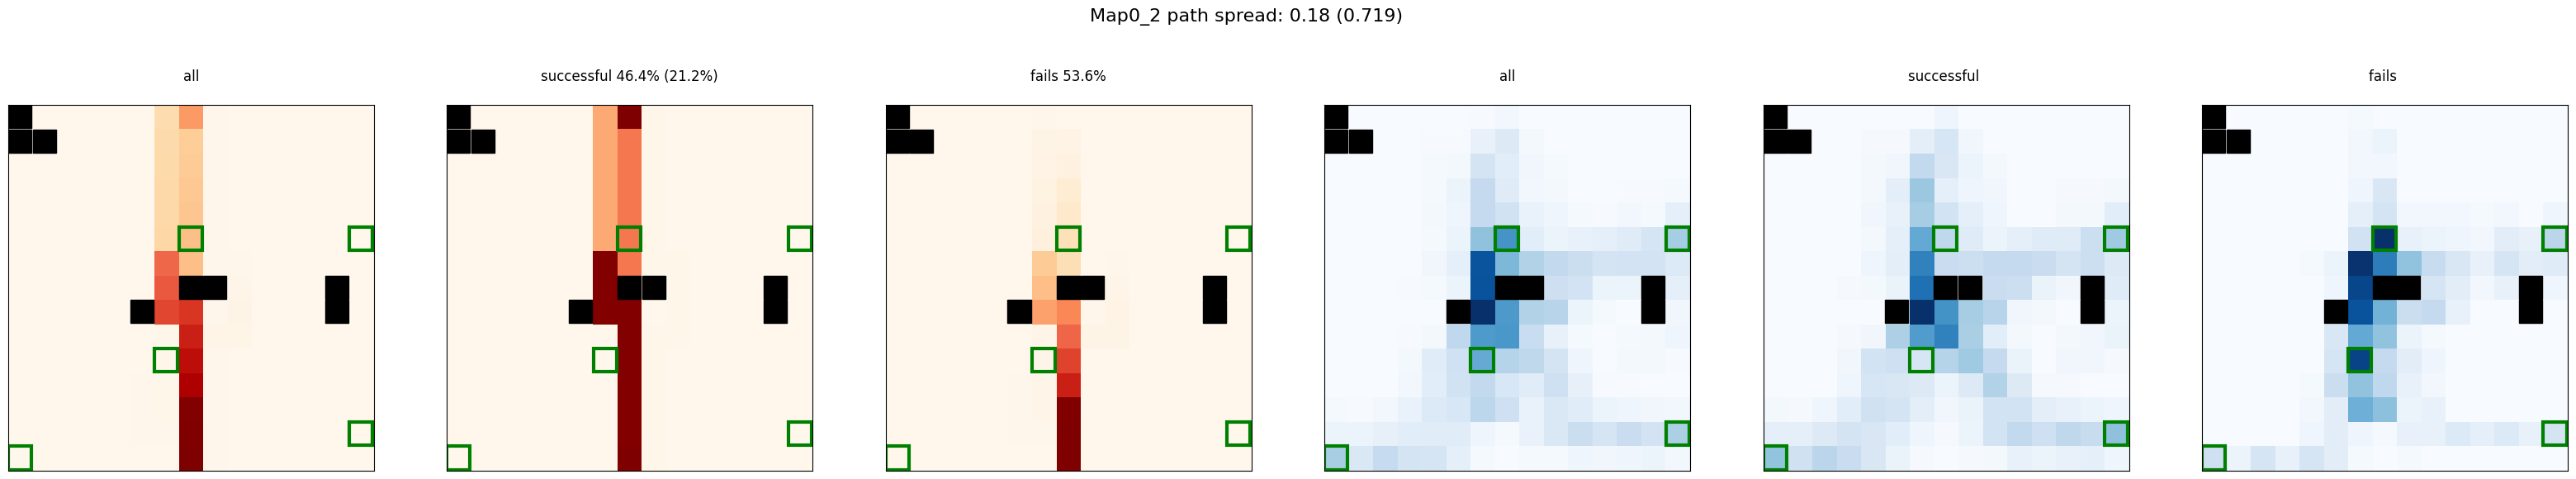 Map0_2 path spread: 0.18 (0.719)
all
successful 46.4% (21.2%)
fails 53.6%
all
successful
fails